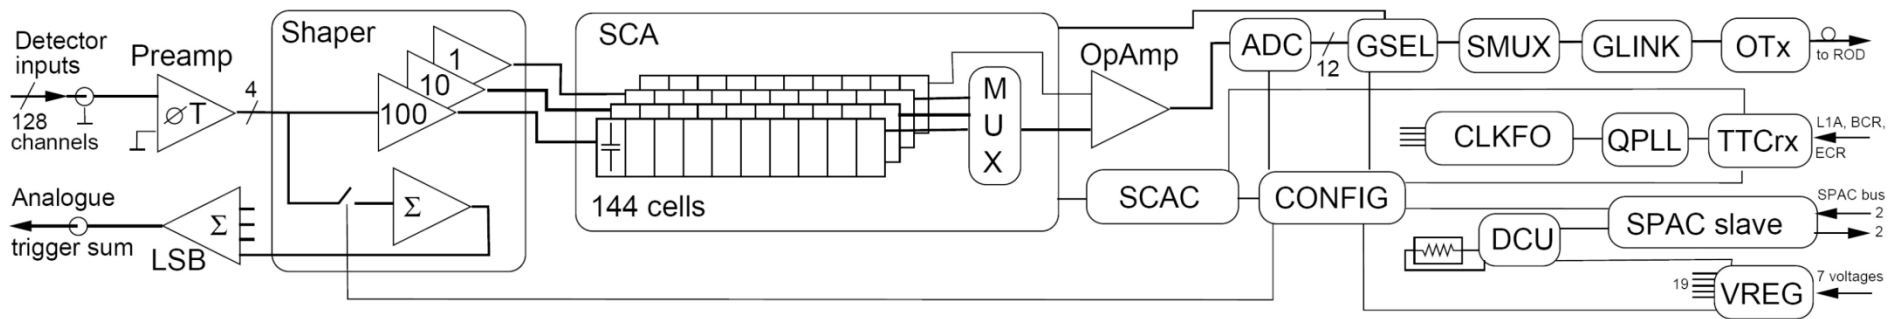 Detector
inputs
128
channels
Preamp
⌀ T
4
Shaper
1
10
100
Σ
Analogue
trigger sum
Σ
LSB
SCA
144 cells
M
U
X
OpAmp
ADC
12
GSEL
SMUX
GLINK
OTx
to ROD
CLKFO
QPLL
TTCrx
L1A, BCR,
ECR
SCAC
CONFIG
SPAC slave
SPAC bus
2
2
DCU
19
VREG
7 voltages